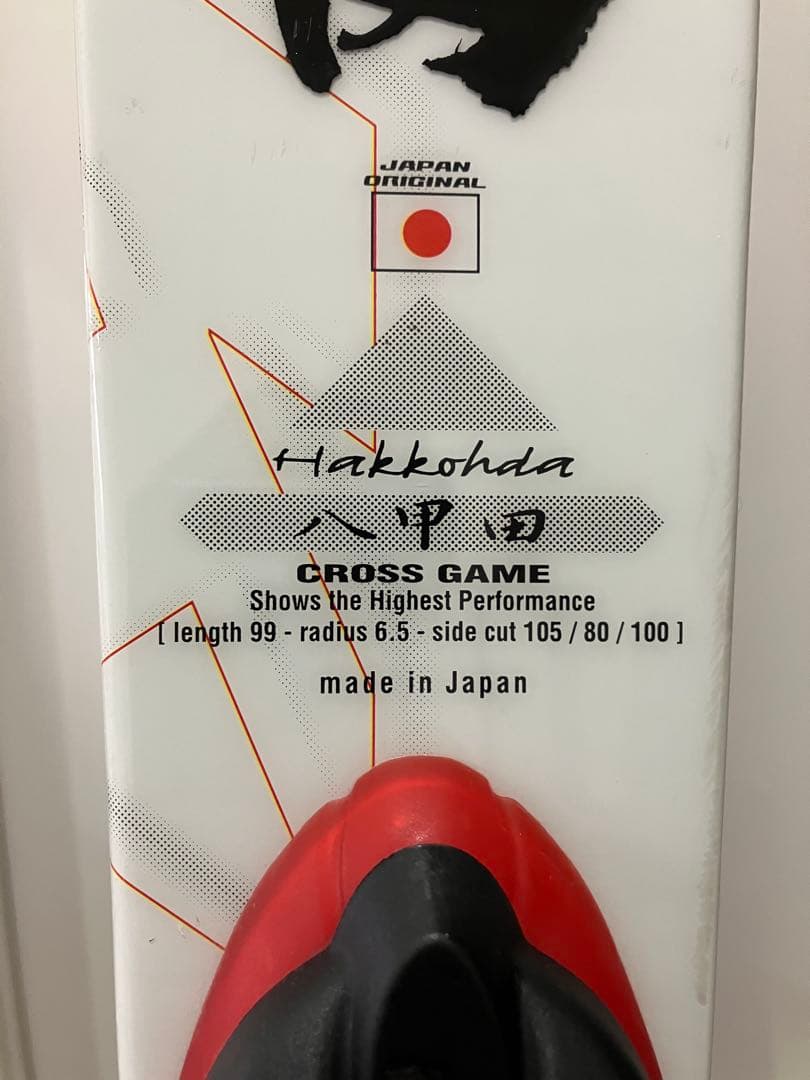 JAPAN
ORIGINAL
Hakkohda
八甲田
CROSS GAME
Shows the Highest Performance
[ length 99 - radius 6.5 - side cut 105 / 80 / 100 ]
made in Japan